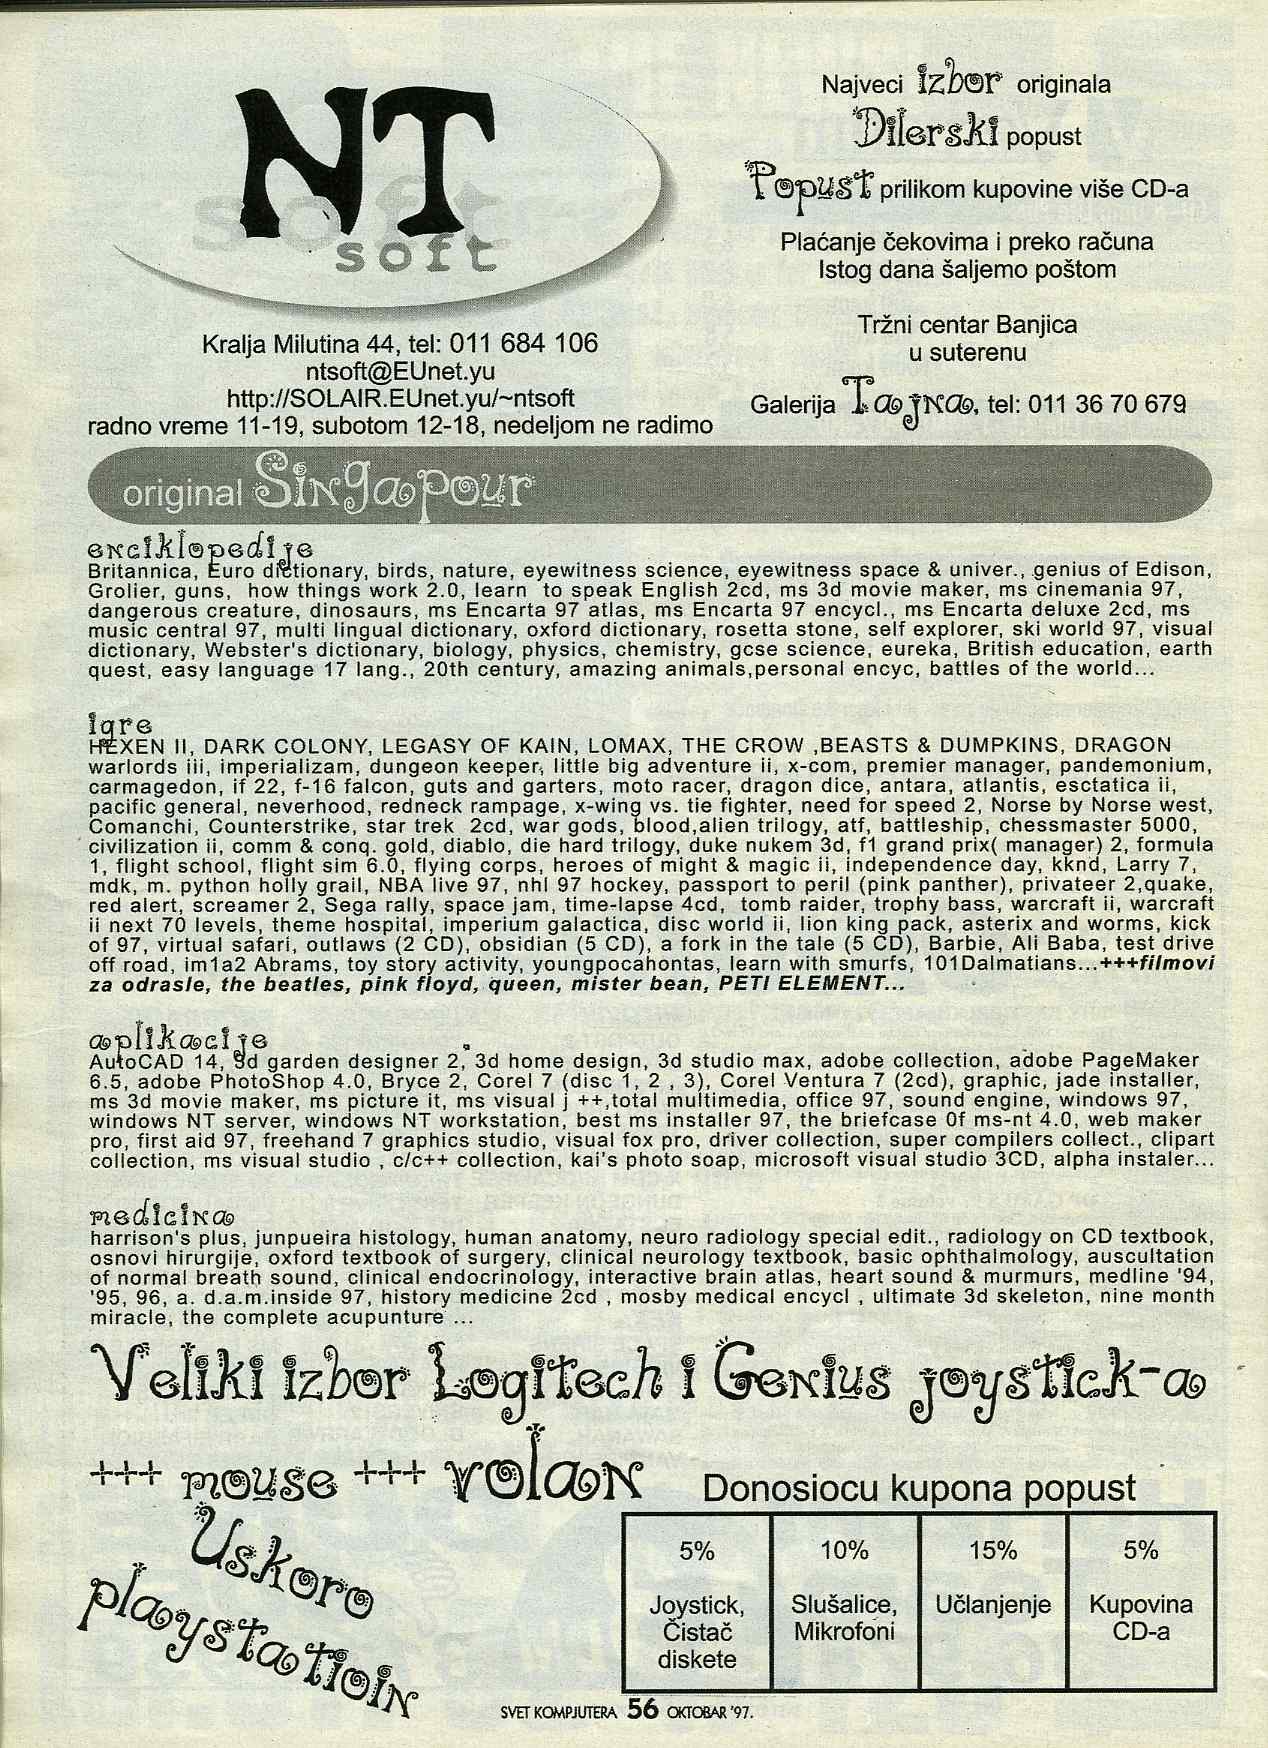 NT
soft
Kralja Milutina 44, tel: 011 684 106
ntsoft@EUnet.yu
http://SOLAIR.EUnet.yu/~ntsoft
radno vreme 11-19, subotom 12-18, nedeljom ne radimo
Najveci izbor originala
Dilerski popust
Popust prilikom kupovine više CD-a
Plaćanje čekovima i preko računa
Istog dana šaljemo poštom
Tržni centar Banjica
u suterenu
Galerija Tajna, tel: 011 36 70 679
original Singapour
enciklopedije
Britannica, Euro dictionary, birds, nature, eyewitness science, eyewitness space & univer., genius of Edison,
Grolier, guns, how things work 2.0, learn to speak English 2cd, ms 3d movie maker, ms cinemania 97,
dangerous creature, dinosaurs, ms Encarta 97 atlas, ms Encarta 97 encycl., ms Encarta deluxe 2cd, ms
music central 97, multi lingual dictionary, oxford dictionary, rosetta stone, self explorer, ski world 97, visual
dictionary, Webster's dictionary, biology, physics, chemistry, gcse science, eureka, British education, earth
quest, easy language 17 lang., 20th century, amazing animals,personal encyc, battles of the world...
igre
HEXEN II, DARK COLONY, LEGASY OF KAIN, LOMAX, THE CROW ,BEASTS & DUMPKINS, DRAGON
warlords iii, imperializam, dungeon keeper, little big adventure ii, x-com, premier manager, pandemonium,
carmagedon, if 22, f-16 falcon, guts and garters, moto racer, dragon dice, antara, atlantis, esctatica ii,
pacific general, neverhood, redneck rampage, x-wing vs. tie fighter, need for speed 2, Norse by Norse west,
Comanchi, Counterstrike, star trek 2cd, war gods, blood,alien trilogy, atf, battleship, chessmaster 5000,
civilization ii, comm & conq. gold, diablo, die hard trilogy, duke nukem 3d, f1 grand prix( manager) 2, formula
1, flight school, flight sim 6.0, flying corps, heroes of might & magic ii, independence day, kknd, Larry 7,
mdk, m. python holly grail, NBA live 97, nhl 97 hockey, passport to peril (pink panther), privateer 2,quake,
red alert, screamer 2, Sega rally, space jam, time-lapse 4cd, tomb raider, trophy bass, warcraft ii, warcraft
ii next 70 levels, theme hospital, imperium galactica, disc world ii, lion king pack, asterix and worms, kick
of 97, virtual safari, outlaws (2 CD), obsidian (5 CD), a fork in the tale (5 CD), Barbie, Ali Baba, test drive
off road, im1a2 Abrams, toy story activity, youngpocahontas, learn with smurfs, 101Dalmatians...+++filmovi
za odrasle, the beatles, pink floyd, queen, mister bean, PETI ELEMENT...
aplikacije
AutoCAD 14, 3d garden designer 2, 3d home design, 3d studio max, adobe collection, adobe PageMaker
6.5, adobe PhotoShop 4.0, Bryce 2, Corel 7 (disc 1, 2 , 3), Corel Ventura 7 (2cd), graphic, jade installer,
ms 3d movie maker, ms picture it, ms visual j ++,total multimedia, office 97, sound engine, windows 97,
windows NT server, windows NT workstation, best ms installer 97, the briefcase 0f ms-nt 4.0, web maker
pro, first aid 97, freehand 7 graphics studio, visual fox pro, driver collection, super compilers collect., clipart
collection, ms visual studio , c/c++ collection, kai's photo soap, microsoft visual studio 3CD, alpha instaler...
medicina
harrison's plus, junpueira histology, human anatomy, neuro radiology special edit., radiology on CD textbook,
osnovi hirurgije, oxford textbook of surgery, clinical neurology textbook, basic ophthalmology, auscultation
of normal breath sound, clinical endocrinology, interactive brain atlas, heart sound & murmurs, medline '94,
'95, 96, a. d.a.m.inside 97, history medicine 2cd , mosby medical encycl , ultimate 3d skeleton, nine month
miracle, the complete acupunture ...
Veliki izbor Logitech i Genius joystick-a
+++ mouse +++ volan
Uskoro
playstatioin
Donosiocu kupona popust
5%
Joystick,
Čistač
diskete
10%
Slušalice,
Mikrofoni
15%
Učlanjenje
5%
Kupovina
CD-a
SVET KOMPJUTERA 56 OKTOBAR '97.